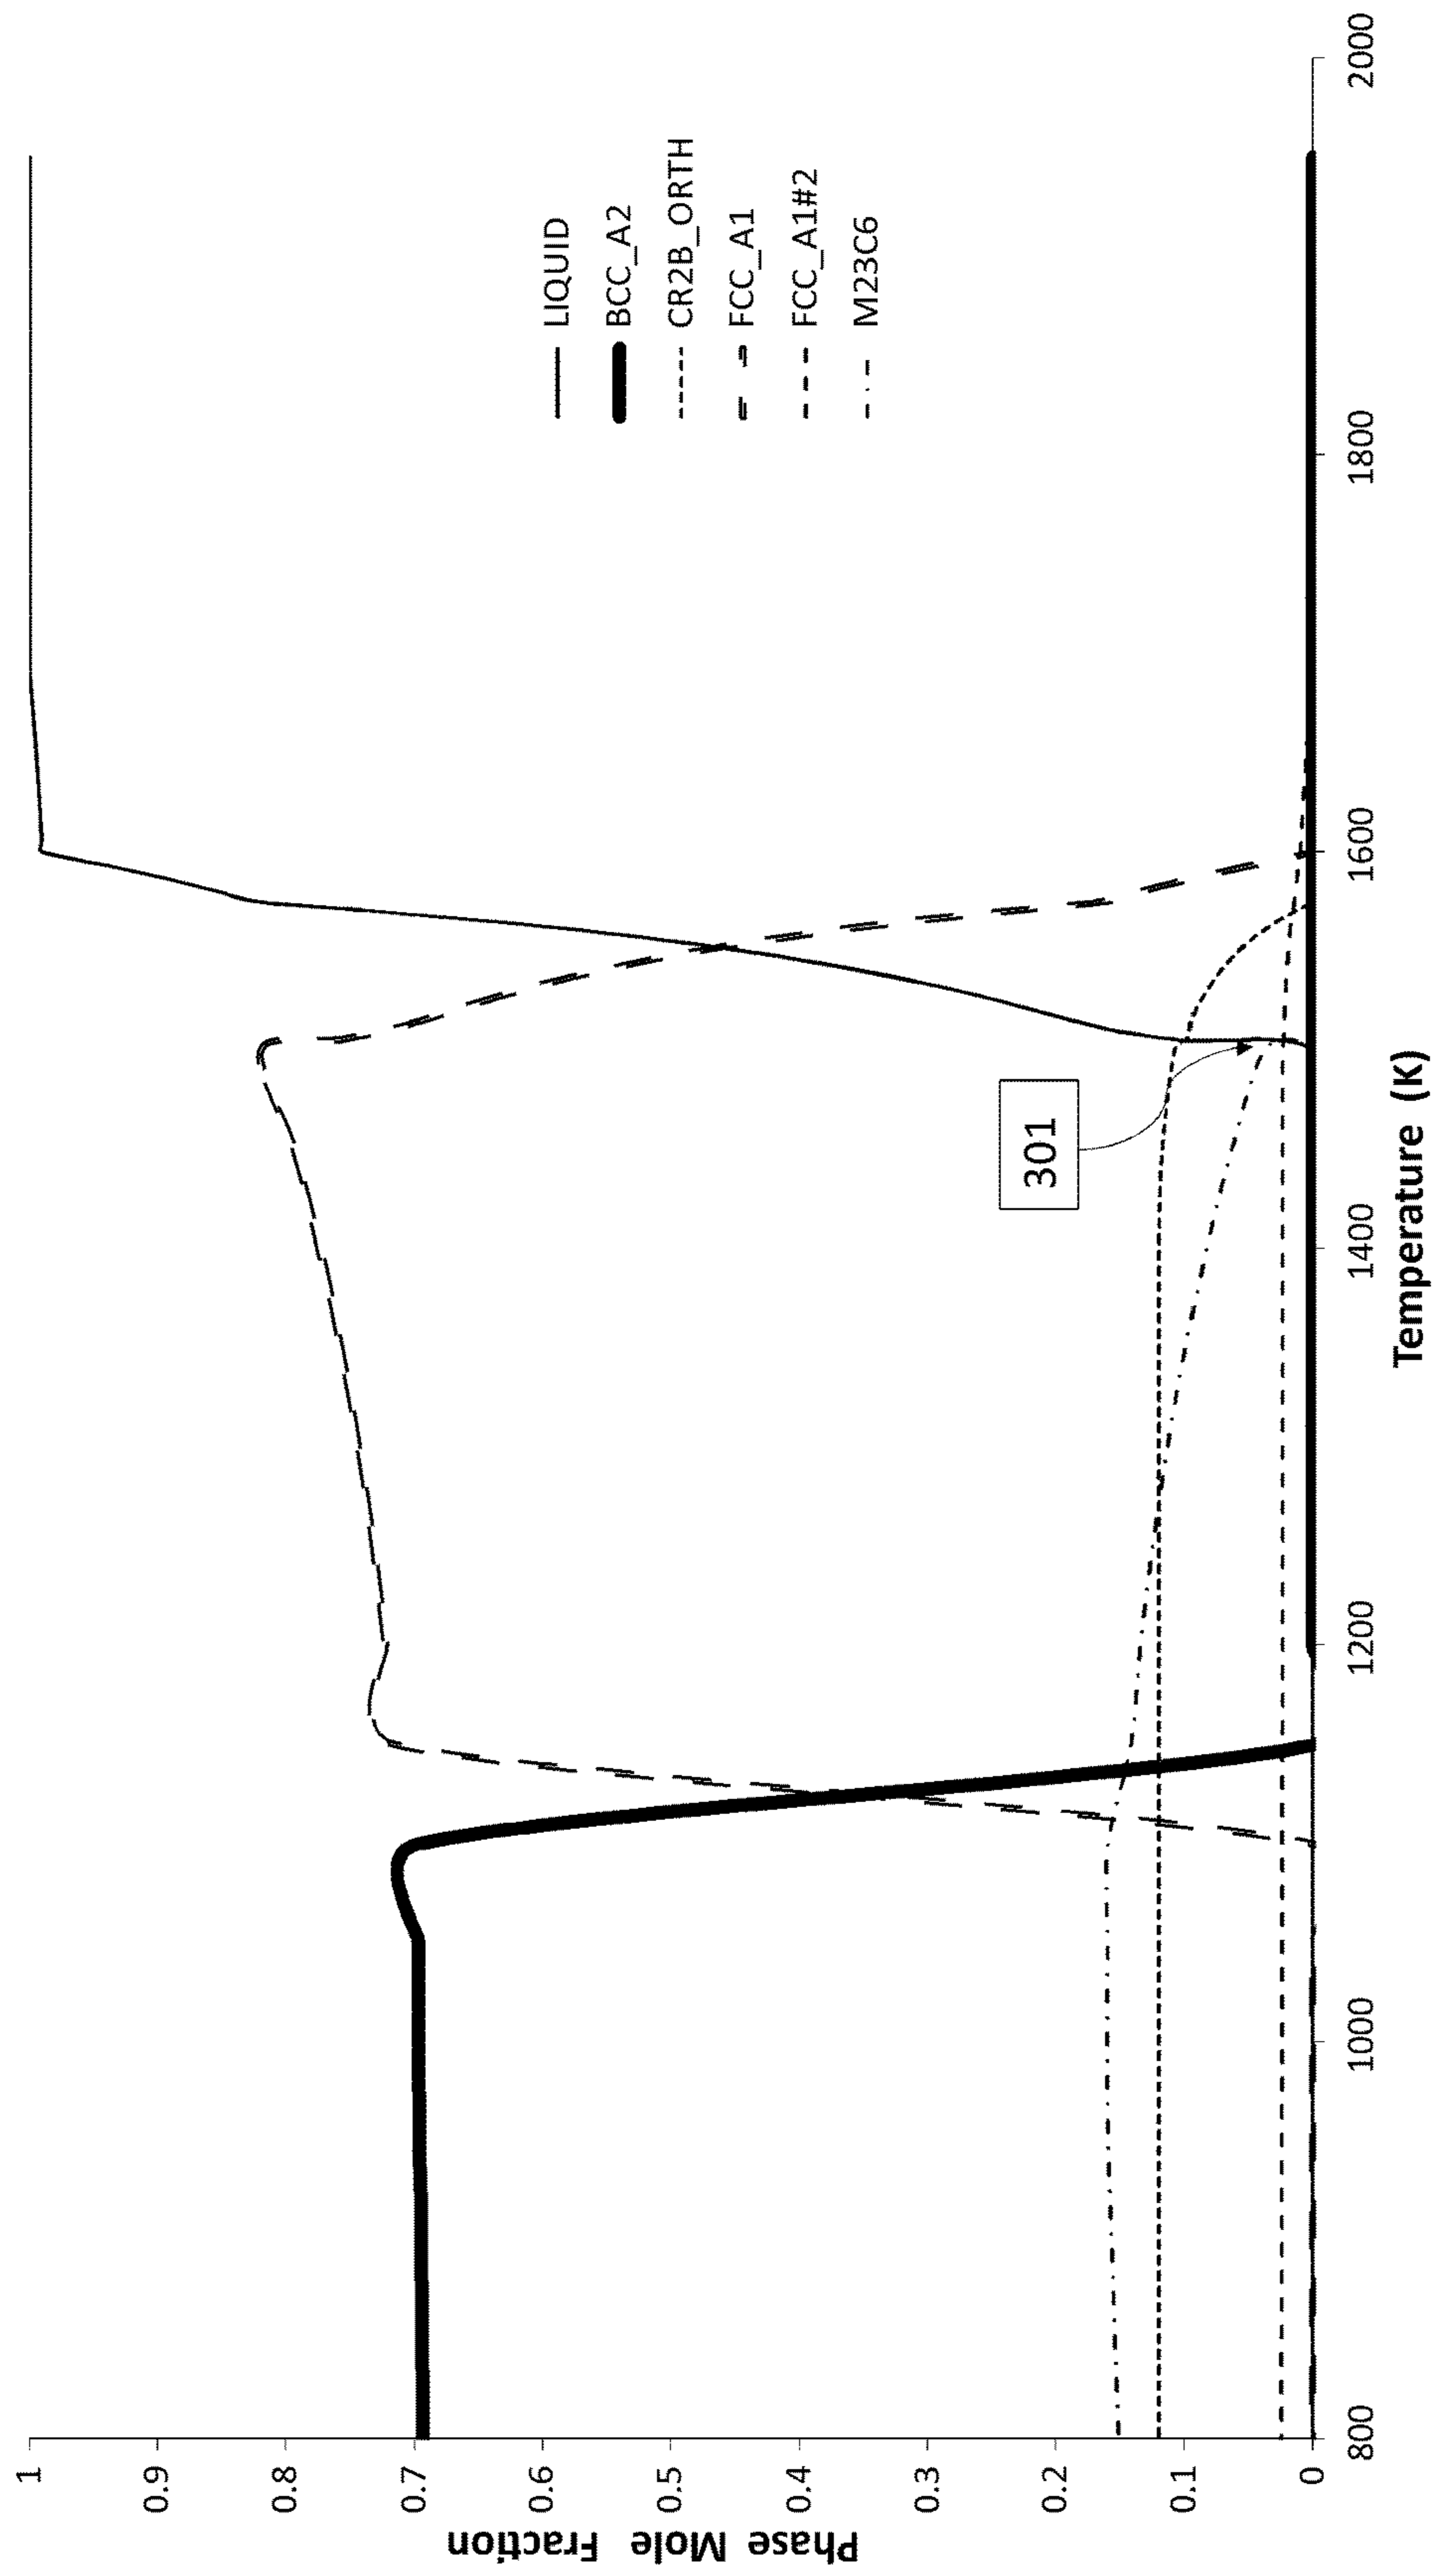 Phase Mole Fraction
1
0.9
0.8
0.7
0.6
0.5
0.4
0.3
0.2
0.1
0
LIQUID
BCC_A2
CR2B_ORTH
FCC_A1
FCC_A1#2
M23C6
301
800
1000
1200
1400
1600
1800
2000
Temperature (K)